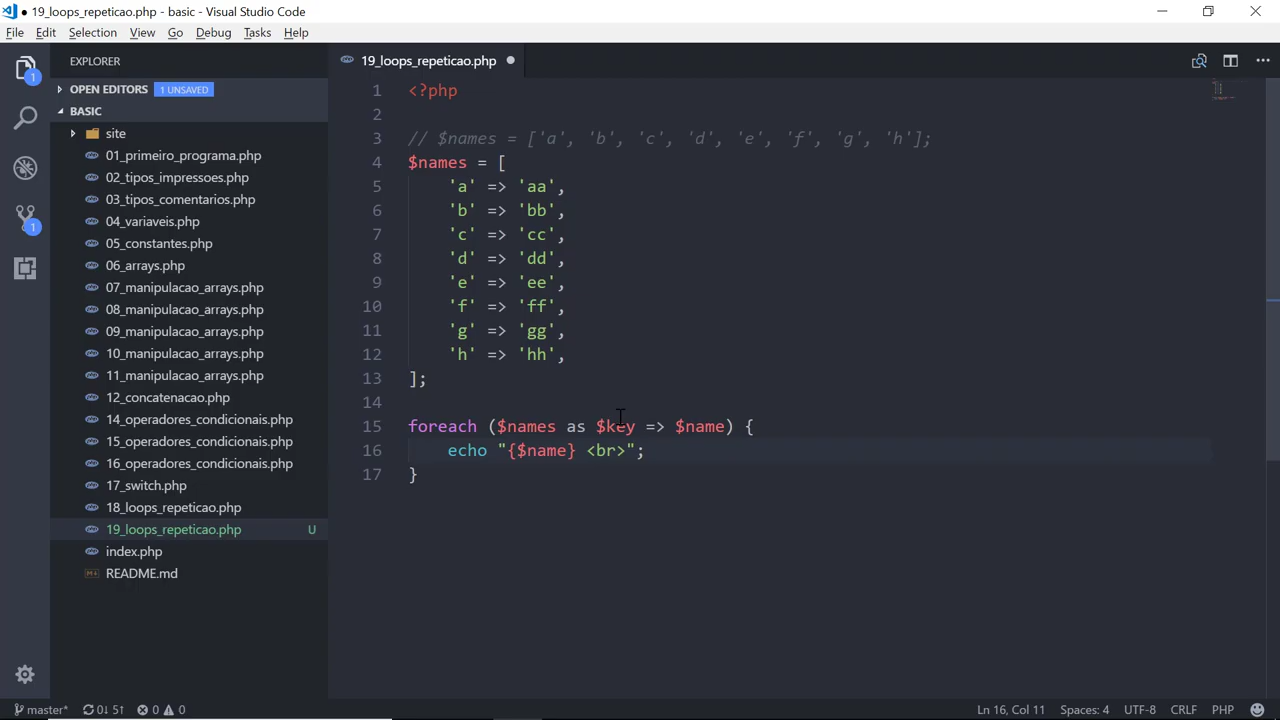 19_loops_repeticao.php - basic - Visual Studio Code
File Edit Selection View Go Debug Tasks Help
EXPLORER
19_loops_repeticao.php
OPEN EDITORS 1 UNSAVED
BASIC
site
01_primeiro_programa.php
02_tipos_impressoes.php
03_tipos_comentarios.php
04_variaveis.php
05_constantes.php
06_arrays.php
07_manipulacao_arrays.php
08_manipulacao_arrays.php
09_manipulacao_arrays.php
10_manipulacao_arrays.php
11_manipulacao_arrays.php
12_concatenacao.php
14_operadores_condicionais.php
15_operadores_condicionais.php
16_operadores_condicionais.php
17_switch.php
18_loops_repeticao.php
19_loops_repeticao.php U
index.php
README.md
1
1
1 <?php
2
3 // $names = ['a', 'b', 'c', 'd', 'e', 'f', 'g', 'h'];
4 $names = [
5 'a' => 'aa',
6 'b' => 'bb',
7 'c' => 'cc',
8 'd' => 'dd',
9 'e' => 'ee',
10 'f' => 'ff',
11 'g' => 'gg',
12 'h' => 'hh',
13 ];
14
15 foreach ($names as $key => $name) {
16 echo "{$name} <br>";
17 }
master* 0↓ 5↑ 0 0 Ln 16, Col 11 Spaces: 4 UTF-8 CRLF PHP